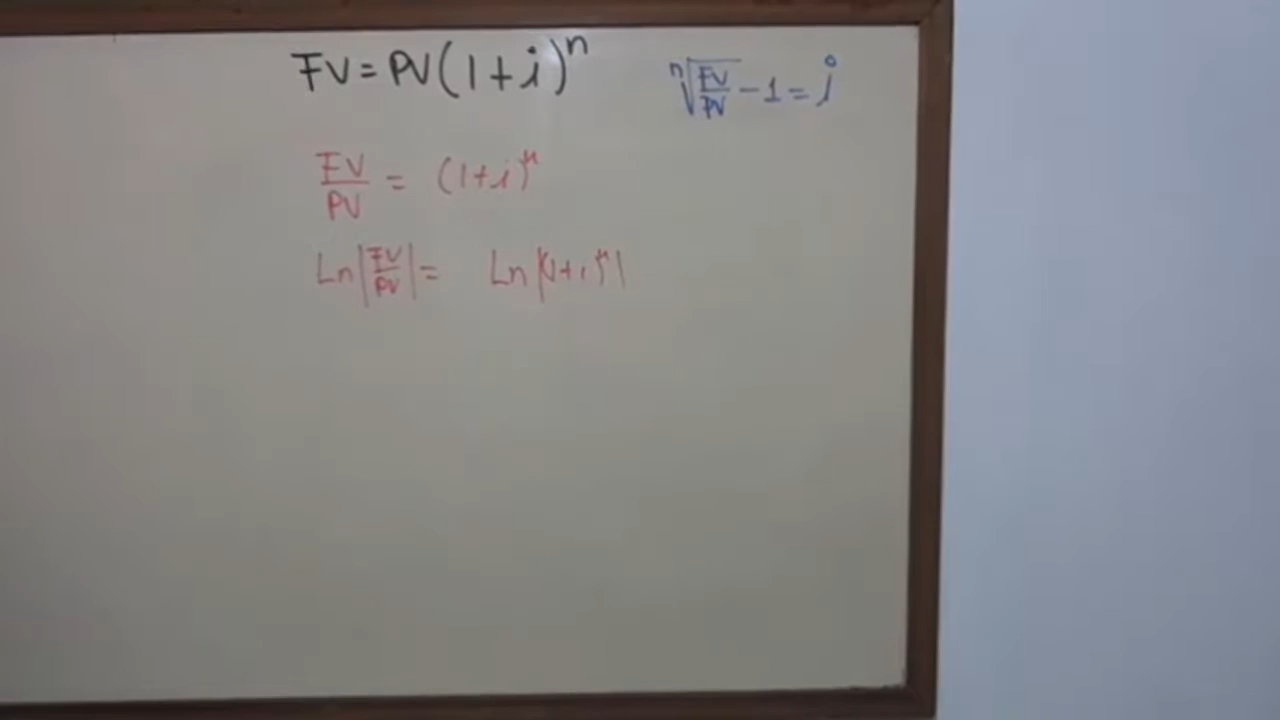 FV = PV(1+i)^n
ⁿ√(FV/PV) - 1 = i
FV/PV = (1+i)^n
Ln|FV/PV| = Ln|(1+i)^n|